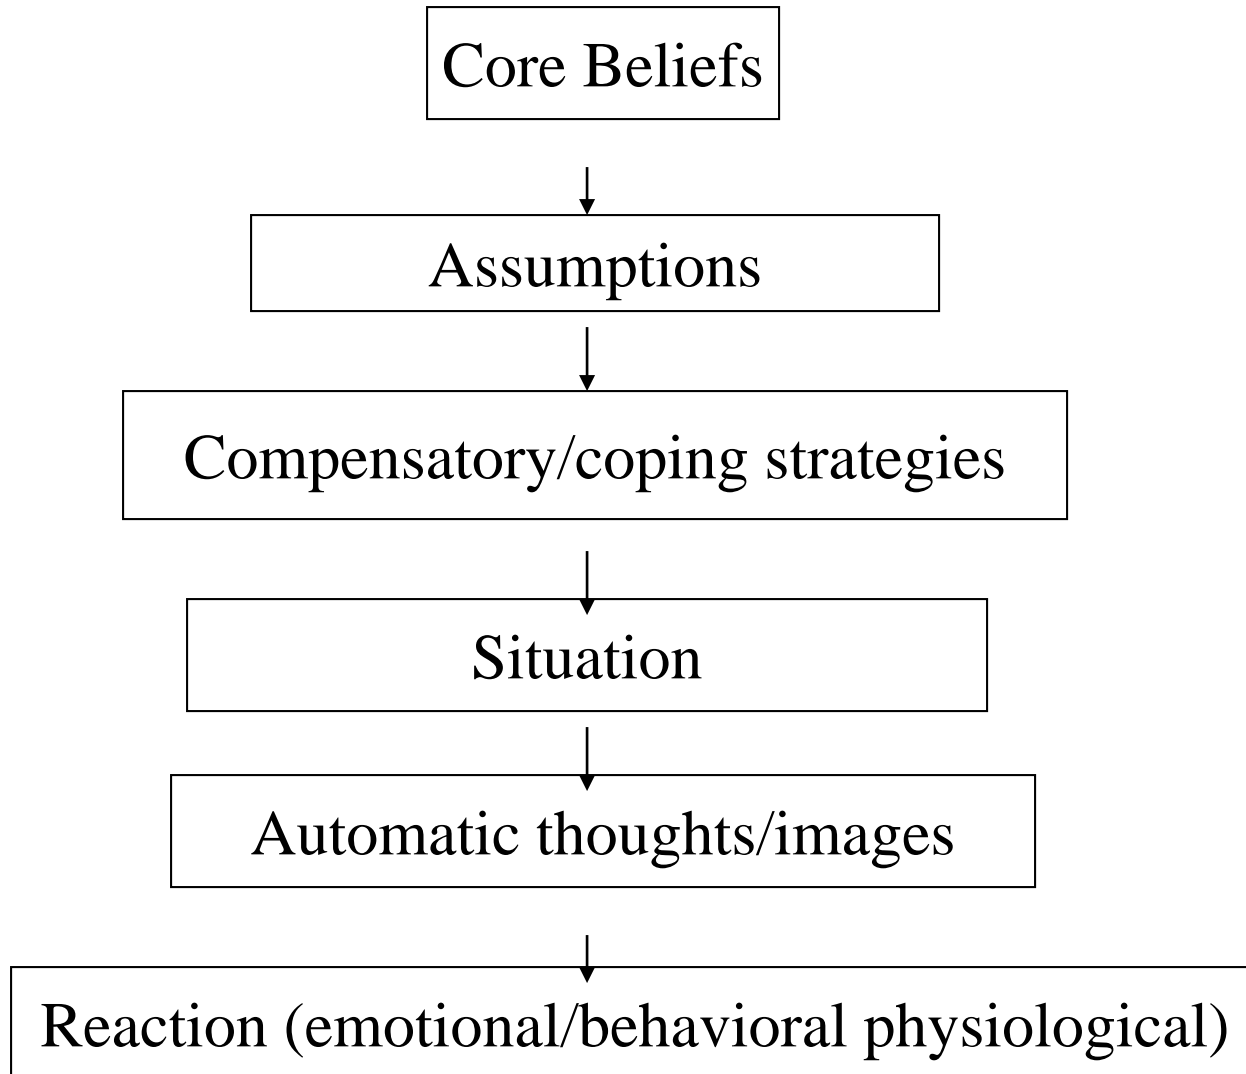 Core Beliefs
Assumptions
Compensatory/coping strategies
Situation
Automatic thoughts/images
Reaction (emotional/behavioral physiological)